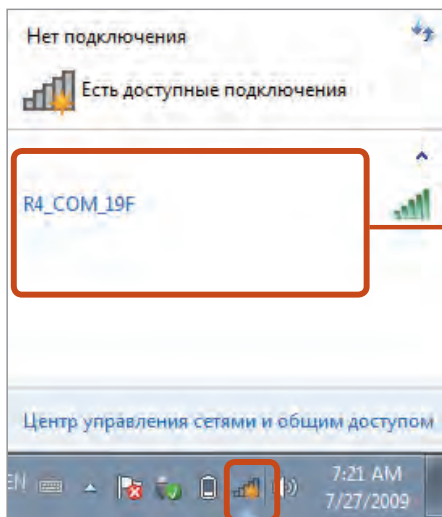 Нет подключения
Есть доступные подключения
R4_COM_19F
Центр управления сетями и общим доступом
EN
7:21 AM
7/27/2009